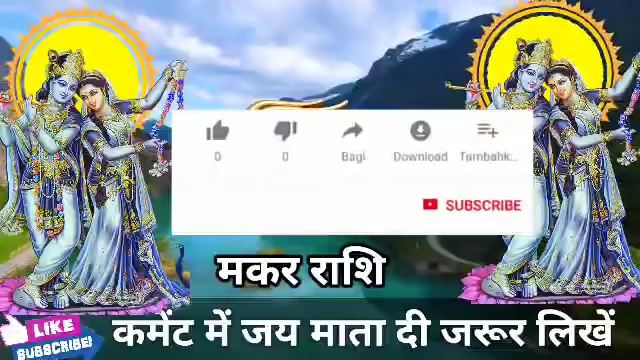 0
0
Bagi
Download
Tambahk...
SUBSCRIBE
मकर राशि
LIKE
SUBSCRIBE!
कमेंट में जय माता दी जरूर लिखें